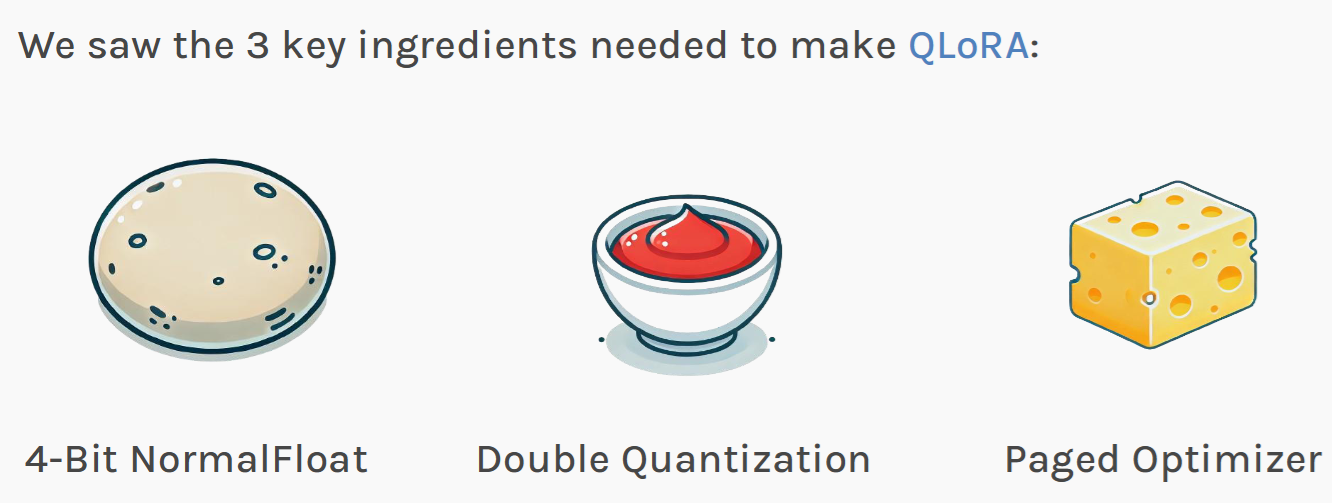 We saw the 3 key ingredients needed to make QLoRA:
4-Bit NormalFloat
Double Quantization
Paged Optimizer